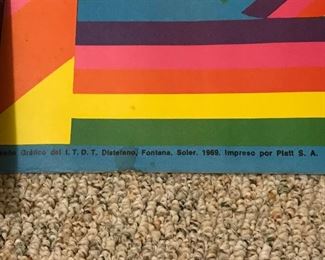 Gráfico del I. T. D. T. Distefano, Fontana, Soler. 1969. Impreso por Platt S. A.